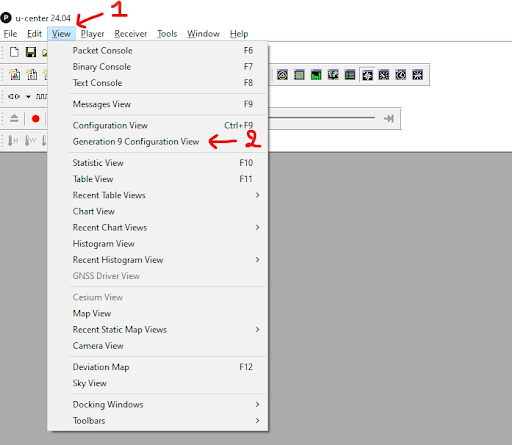 u-center 24.04
1
File Edit View Player Receiver Tools Window Help
Packet Console F6
Binary Console F7
Text Console F8
Messages View F9
Configuration View Ctrl+F9
Generation 9 Configuration View
2
Statistic View F10
Table View F11
Recent Table Views
Chart View
Recent Chart Views
Histogram View
Recent Histogram View
GNSS Driver View
Cesium View
Map View
Recent Static Map Views
Camera View
Deviation Map F12
Sky View
Docking Windows
Toolbars